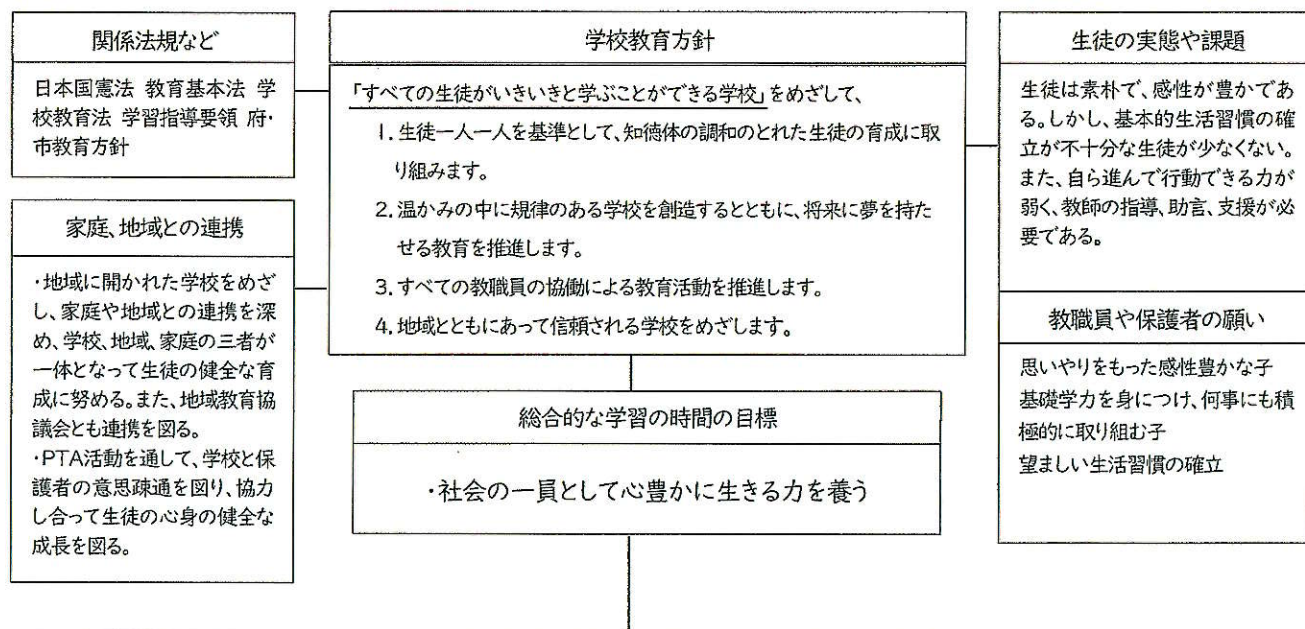 関係法規など
日本国憲法 教育基本法 学
校教育法 学習指導要領 府・
市教育方針
家庭、地域との連携
・地域に開かれた学校をめざ
し、家庭や地域との連携を深
め、学校、地域、家庭の三者が
一体となって生徒の健全な育
成に努める。また、地域教育協
議会とも連携を図る。
・PTA活動を通して、学校と保
護者の意思疎通を図り、協力
し合って生徒の心身の健全な
成長を図る。
学校教育方針
「すべての生徒がいきいきと学ぶことができる学校」をめざして、
1. 生徒一人一人を基準として、知徳体の調和のとれた生徒の育成に取
り組みます。
2. 温かみの中に規律のある学校を創造するとともに、将来に夢を持た
せる教育を推進します。
3. すべての教職員の協働による教育活動を推進します。
4. 地域とともにあって信頼される学校をめざします。
総合的な学習の時間の目標
・社会の一員として心豊かに生きる力を養う
生徒の実態や課題
生徒は素朴で、感性が豊かであ
る。しかし、基本的生活習慣の確
立が不十分な生徒が少なくない。
また、自ら進んで行動できる力が
弱く、教師の指導、助言、支援が必
要である。
教職員や保護者の願い
思いやりをもった感性豊かな子
基礎学力を身につけ、何事にも積
極的に取り組む子
望ましい生活習慣の確立